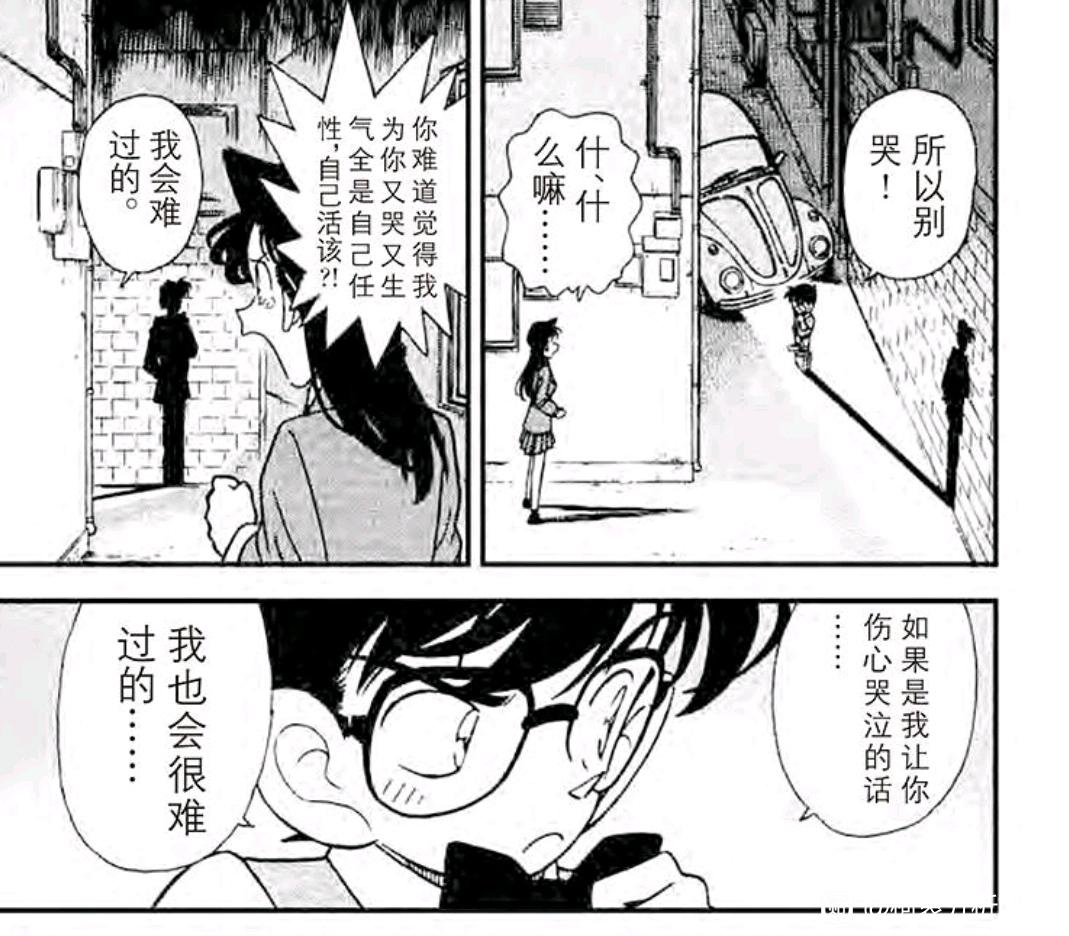 所以别
哭！
什、什
么嘛……
你难道觉得我
为你又哭又生
气全是自己任
性，自己活该?!
我会难
过的。
如果是我让你
伤心哭泣的话
……
我也会很难
过的……